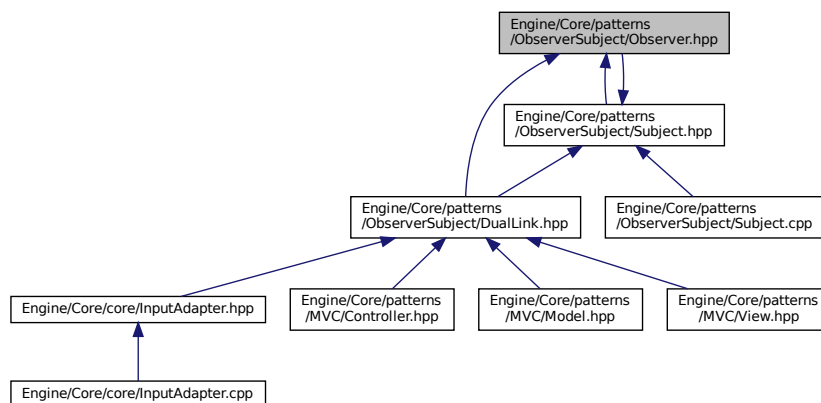 Engine/Core/patterns
/ObserverSubject/Observer.hpp
Engine/Core/patterns
/ObserverSubject/Subject.hpp
Engine/Core/patterns
/ObserverSubject/DualLink.hpp
Engine/Core/patterns
/ObserverSubject/Subject.cpp
Engine/Core/core/InputAdapter.hpp
Engine/Core/patterns
/MVC/Controller.hpp
Engine/Core/patterns
/MVC/Model.hpp
Engine/Core/patterns
/MVC/View.hpp
Engine/Core/core/InputAdapter.cpp